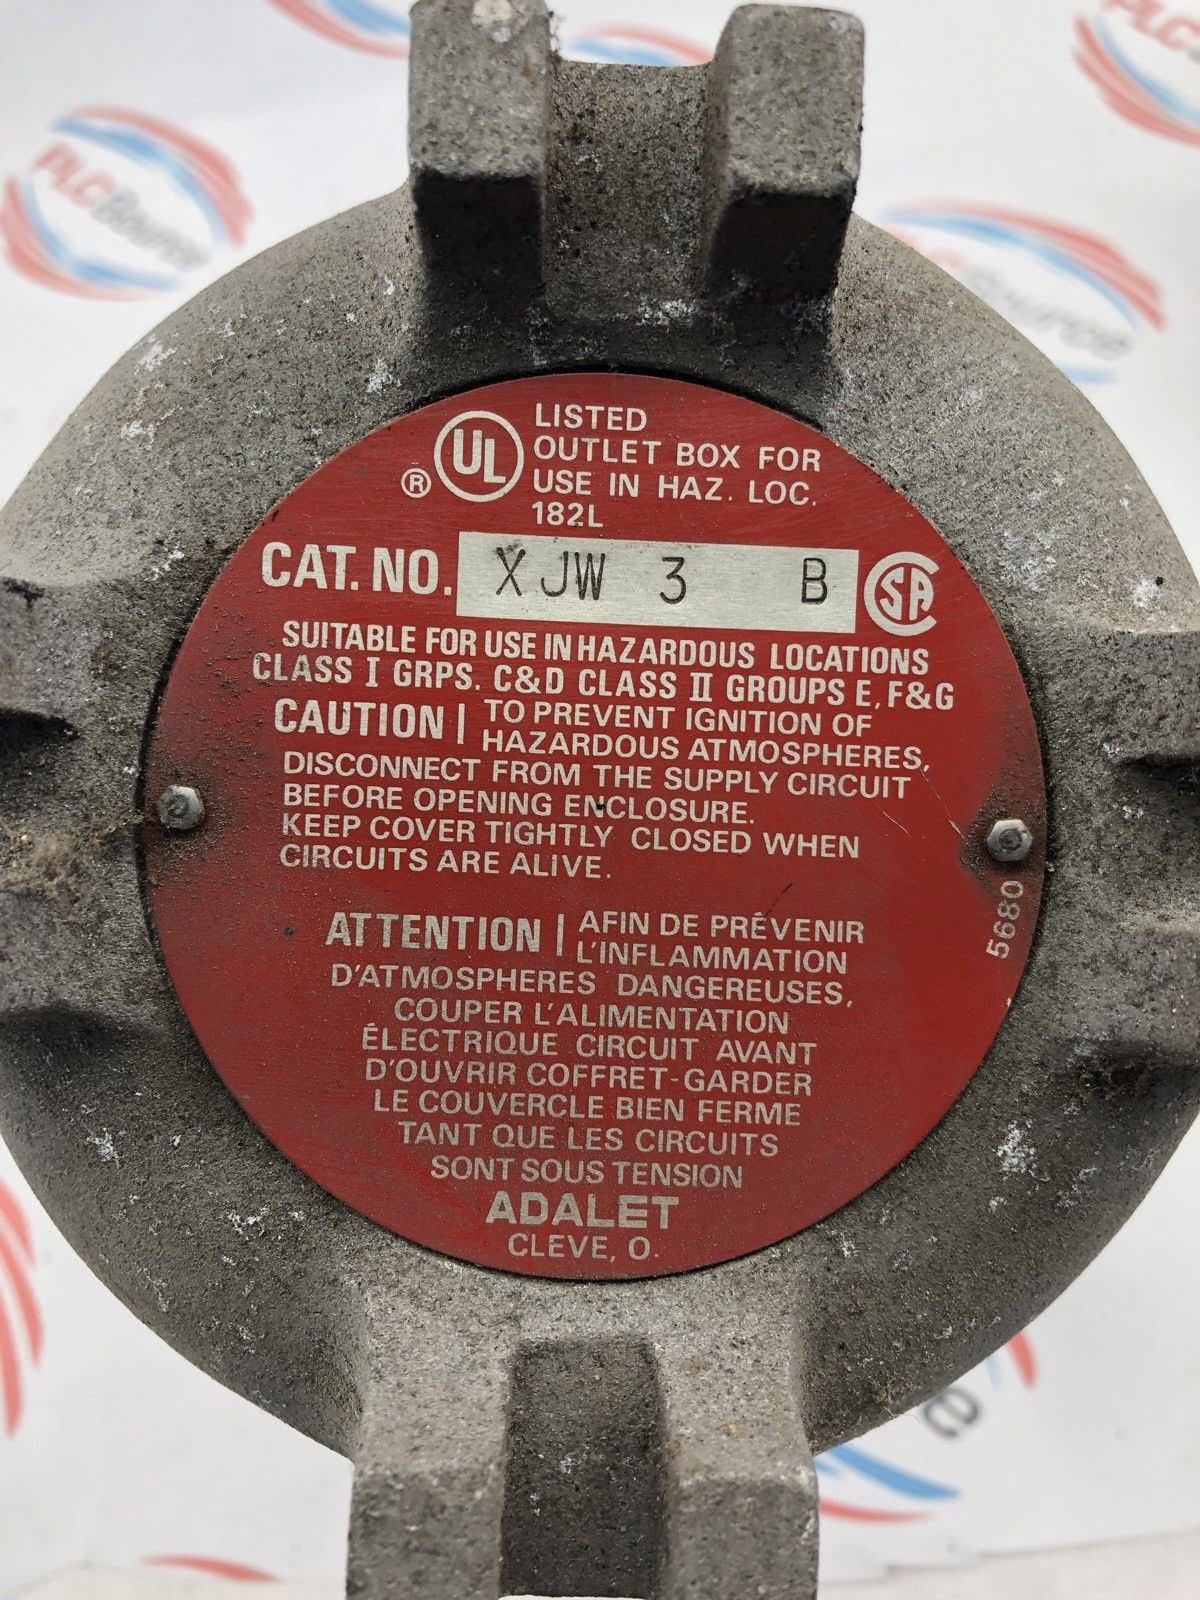 LISTED
OUTLET BOX FOR
USE IN HAZ. LOC.
182L
UL
®
CAT. NO. XJW 3 B
SA
SUITABLE FOR USE IN HAZARDOUS LOCATIONS
CLASS I GRPS. C&D CLASS II GROUPS E, F&G
CAUTION | TO PREVENT IGNITION OF
HAZARDOUS ATMOSPHERES,
DISCONNECT FROM THE SUPPLY CIRCUIT
BEFORE OPENING ENCLOSURE.
KEEP COVER TIGHTLY CLOSED WHEN
CIRCUITS ARE ALIVE.
5680
ATTENTION | AFIN DE PRÉVENIR
L'INFLAMMATION
D'ATMOSPHERES DANGEREUSES,
COUPER L'ALIMENTATION
ÉLECTRIQUE CIRCUIT AVANT
D'OUVRIR COFFRET-GARDER
LE COUVERCLE BIEN FERME
TANT QUE LES CIRCUITS
SONT SOUS TENSION
ADALET
CLEVE, O.
PLCSource
PLCSource